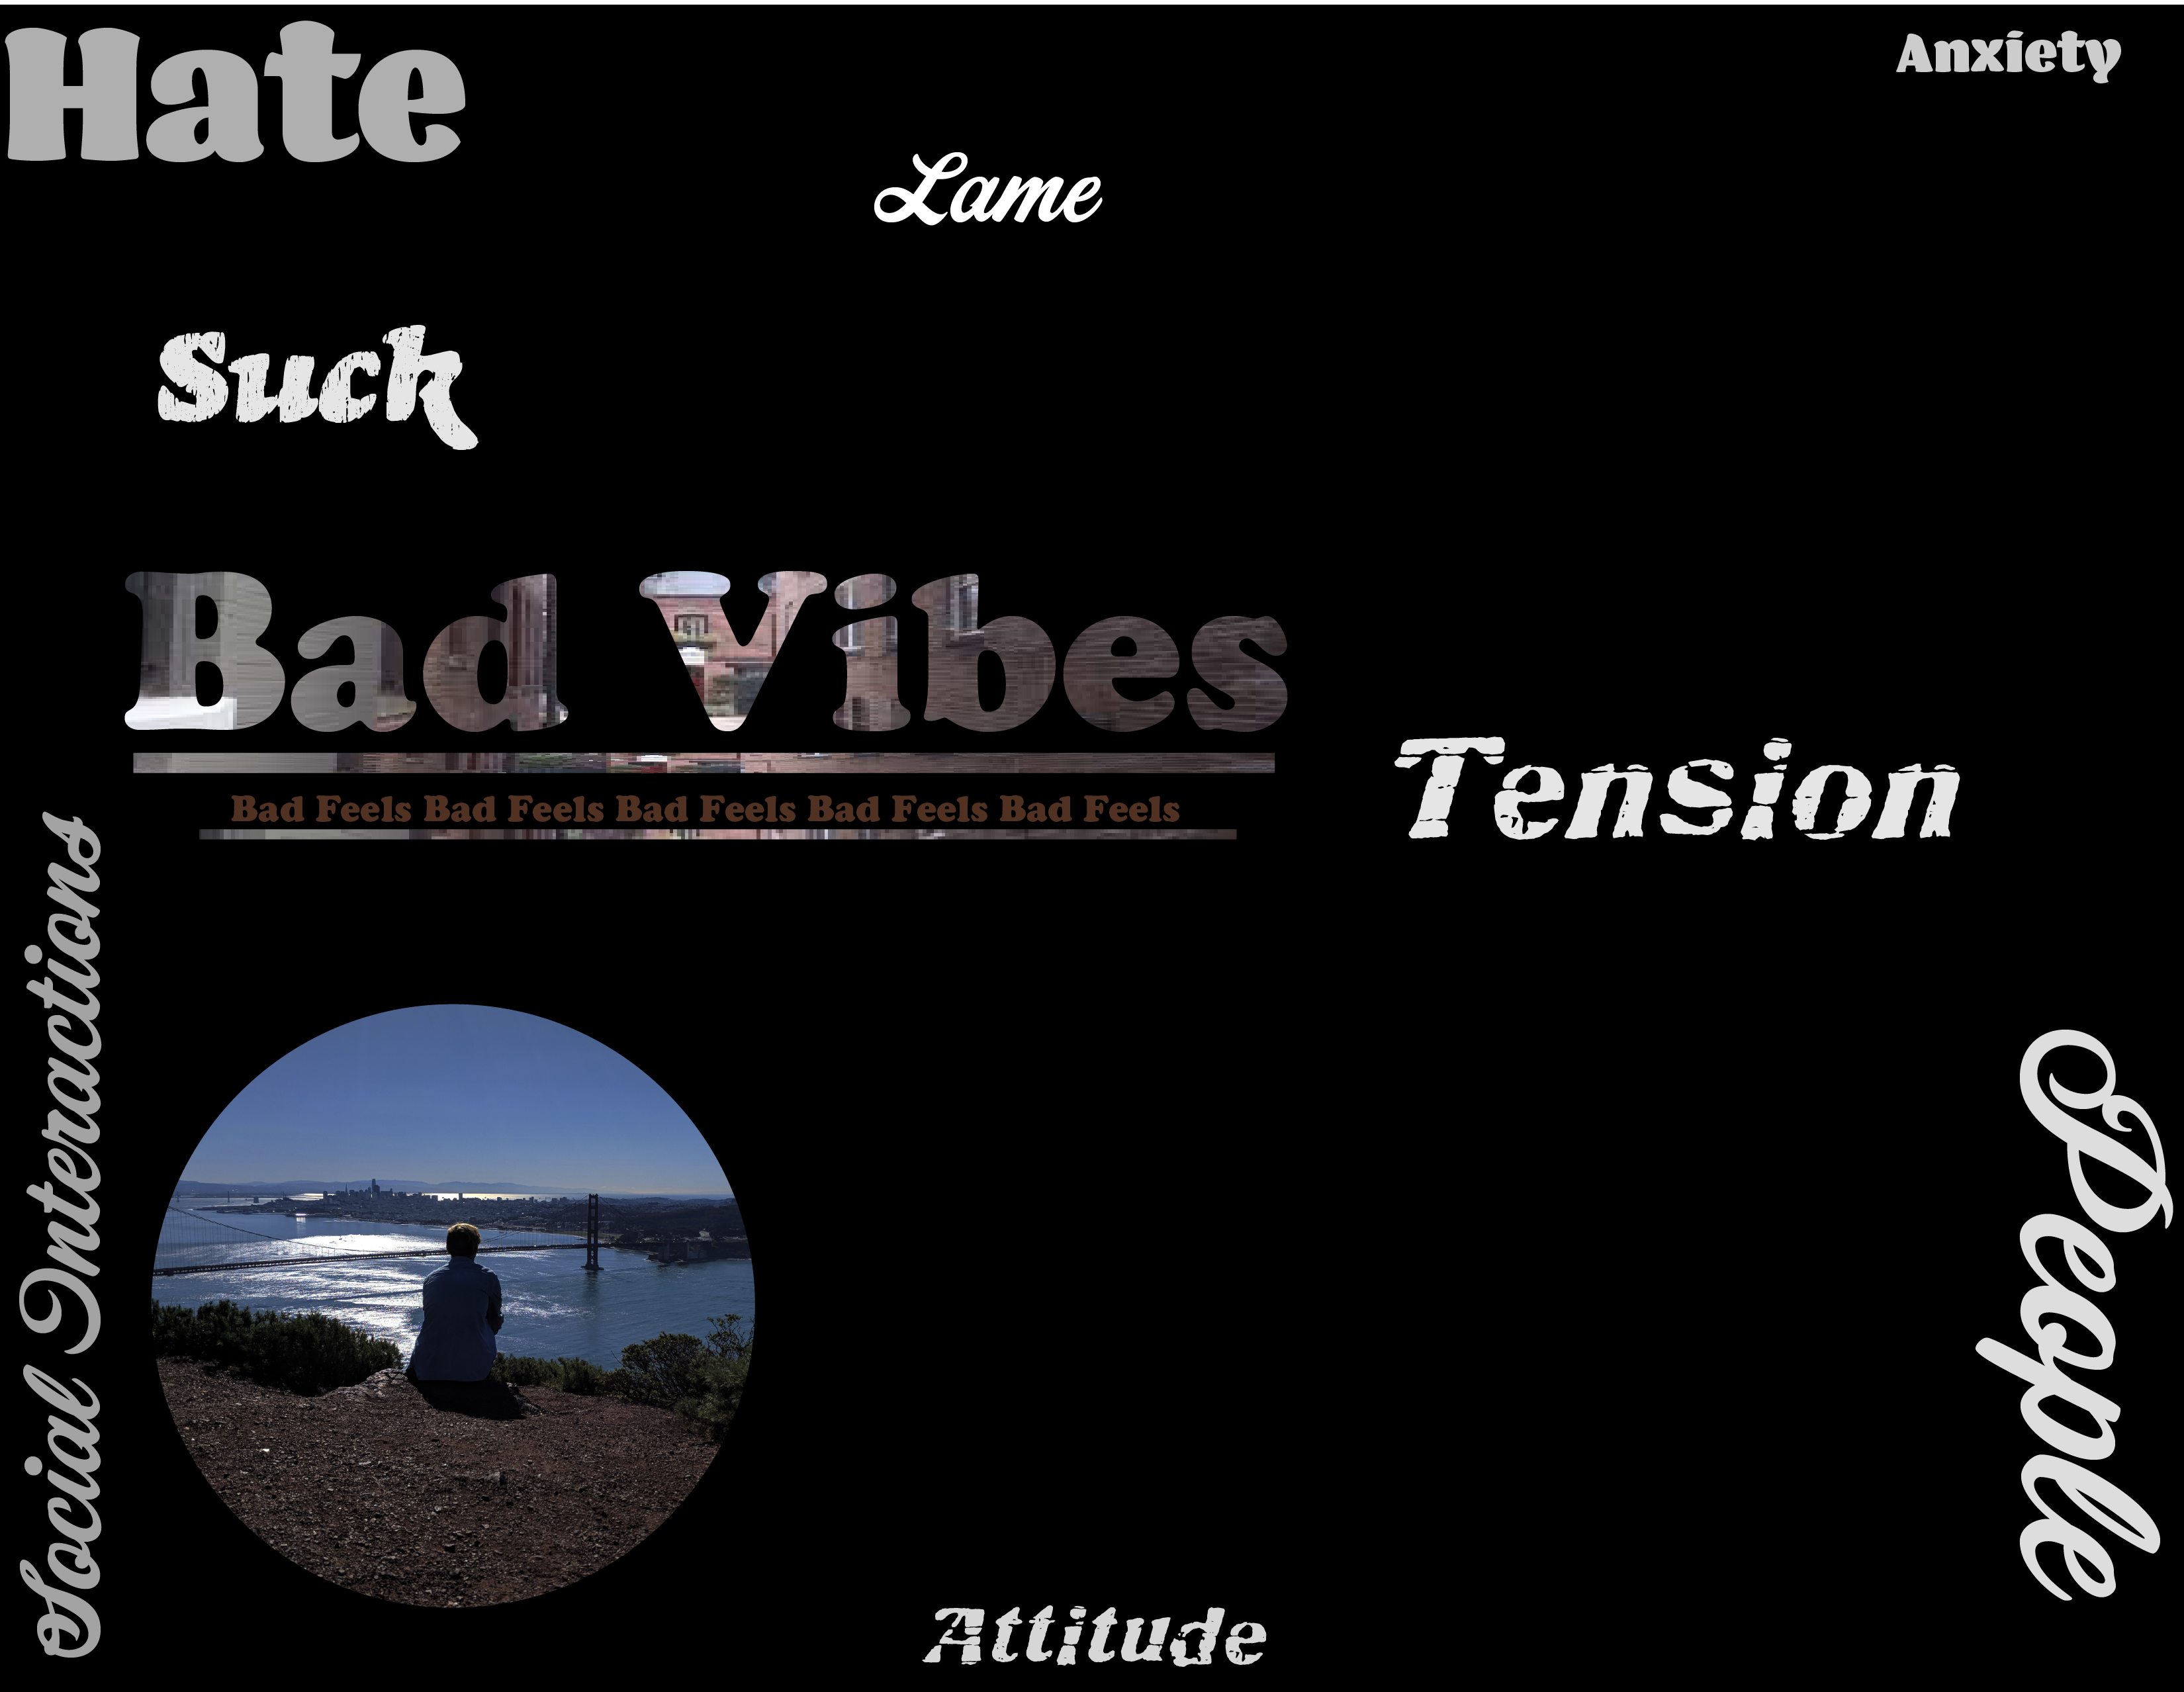 Hate
Anxiety
Lame
Suck
Bad Vibes
Tension
Bad Feels Bad Feels Bad Feels Bad Feels Bad Feels
Social Interactions
People
Attitude